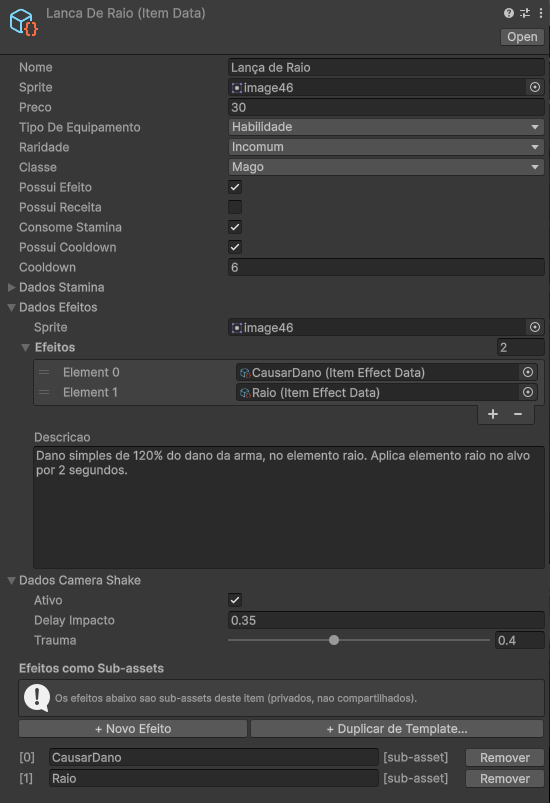 Lanca De Raio (Item Data)
Open
Nome Lança de Raio
Sprite image46
Preco 30
Tipo De Equipamento Habilidade
Raridade Incomum
Classe Mago
Possui Efeito
Possui Receita
Consome Stamina
Possui Cooldown
Cooldown 6
Dados Stamina
Dados Efeitos
Sprite image46
Efeitos 2
Element 0 CausarDano (Item Effect Data)
Element 1 Raio (Item Effect Data)
+ −
Descricao
Dano simples de 120% do dano da arma, no elemento raio. Aplica elemento raio no alvo
por 2 segundos.
Dados Camera Shake
Ativo
Delay Impacto 0.35
Trauma 0.4
Efeitos como Sub-assets
Os efeitos abaixo sao sub-assets deste item (privados, nao compartilhados).
+ Novo Efeito + Duplicar de Template...
[0] CausarDano [sub-asset] Remover
[1] Raio [sub-asset] Remover